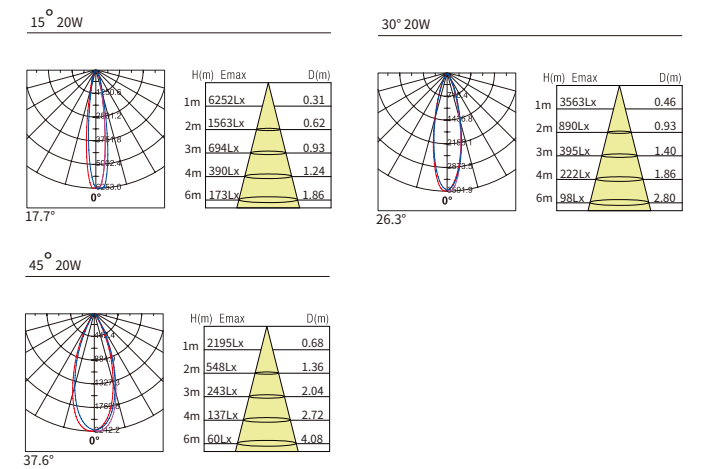 15° 20W
H(m) Emax D(m)
1m 6252Lx 0.31
2m 1563Lx 0.62
3m 694Lx 0.93
4m 390Lx 1.24
6m 173Lx 1.86
0°
17.7°
30° 20W
H(m) Emax D(m)
1m 3563Lx 0.46
2m 890Lx 0.93
3m 395Lx 1.40
4m 222Lx 1.86
6m 98Lx 2.80
0°
26.3°
45° 20W
H(m) Emax D(m)
1m 2195Lx 0.68
2m 548Lx 1.36
3m 243Lx 2.04
4m 137Lx 2.72
6m 60Lx 4.08
0°
37.6°